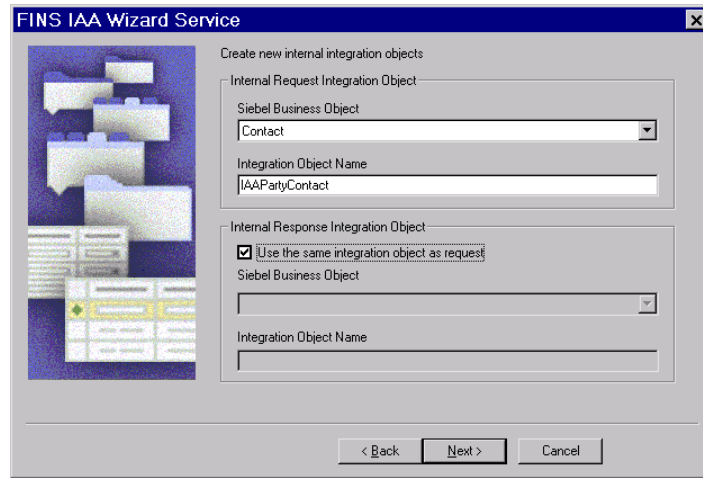 FINS IAA Wizard Service
Create new internal integration objects
Internal Request Integration Object
Siebel Business Object
Contact
Integration Object Name
IAAPartyContact
Internal Response Integration Object
Use the same integration object as request
Siebel Business Object
Integration Object Name
< Back Next > Cancel